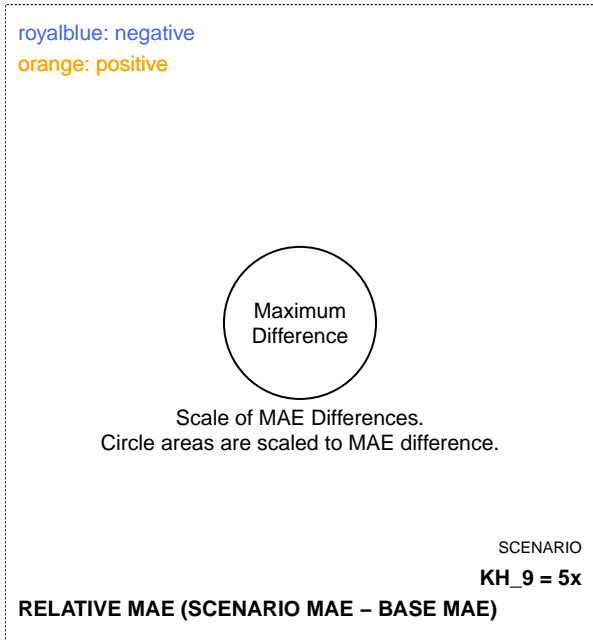 royalblue: negative
orange: positive
Maximum
Difference
Scale of MAE Differences.
Circle areas are scaled to MAE difference.
SCENARIO
KH_9 = 5x
RELATIVE MAE (SCENARIO MAE – BASE MAE)